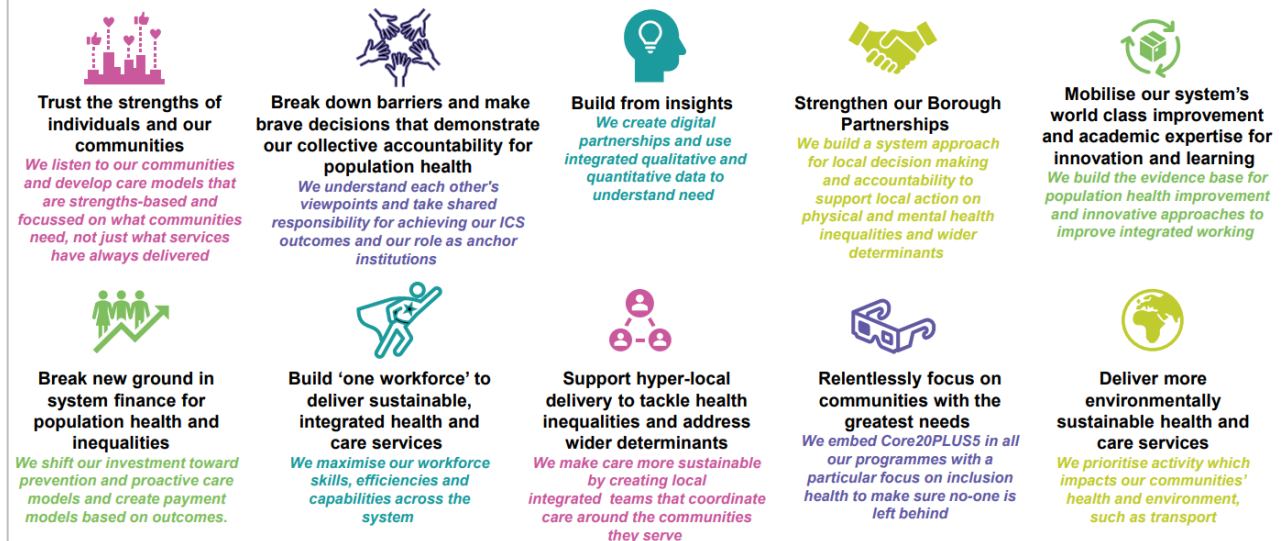 Trust the strengths of
individuals and our
communities
We listen to our communities
and develop care models that
are strengths-based and
focussed on what communities
need, not just what services
have always delivered
Break down barriers and make
brave decisions that demonstrate
our collective accountability for
population health
We understand each other's
viewpoints and take shared
responsibility for achieving our ICS
outcomes and our role as anchor
institutions
Build from insights
We create digital
partnerships and use
integrated qualitative and
quantitative data to
understand need
Strengthen our Borough
Partnerships
We build a system approach
for local decision making
and accountability to
support local action on
physical and mental health
inequalities and wider
determinants
Mobilise our system's
world class improvement
and academic expertise for
innovation and learning
We build the evidence base for
population health improvement
and innovative approaches to
improve integrated working
Break new ground in
system finance for
population health and
inequalities
We shift our investment toward
prevention and proactive care
models and create payment
models based on outcomes.
Build ‘one workforce’ to
deliver sustainable,
integrated health and
care services
We maximise our workforce
skills, efficiencies and
capabilities across the
system
Support hyper-local
delivery to tackle health
inequalities and address
wider determinants
We make care more sustainable
by creating local
integrated teams that coordinate
care around the communities
they serve
Relentlessly focus on
communities with the
greatest needs
We embed Core20PLUS5 in all
our programmes with a
particular focus on inclusion
health to make sure no-one is
left behind
Deliver more
environmentally
sustainable health and
care services
We prioritise activity which
impacts our communities’
health and environment,
such as transport